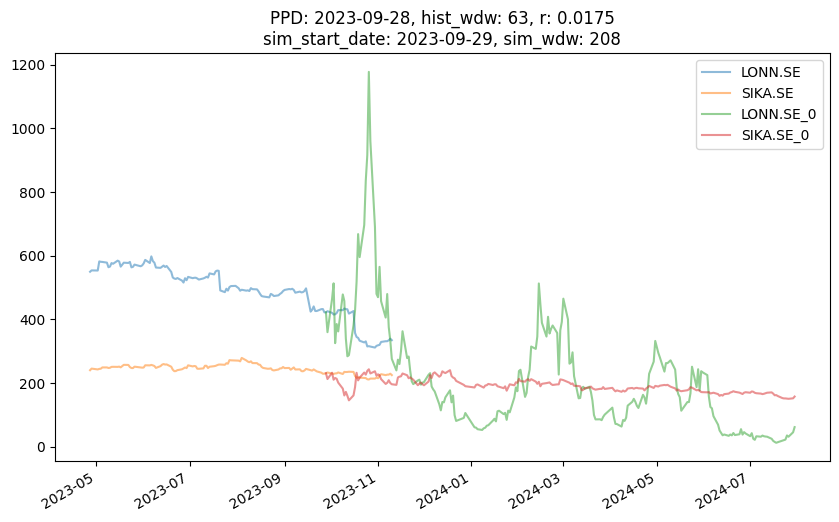 PPD: 2023-09-28, hist_wdw: 63, r: 0.0175
sim_start_date: 2023-09-29, sim_wdw: 208
1200
1000
800
600
400
200
0
LONN.SE
SIKA.SE
LONN.SE_0
SIKA.SE_0
2023-05
2023-07
2023-09
2023-11
2024-01
2024-03
2024-05
2024-07